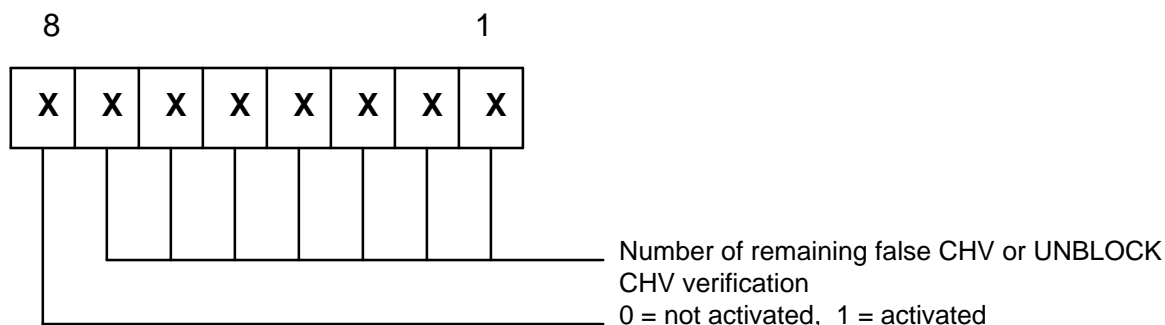 8 1
X X X X X X X X
Number of remaining false CHV or UNBLOCK
CHV verification
0 = not activated, 1 = activated